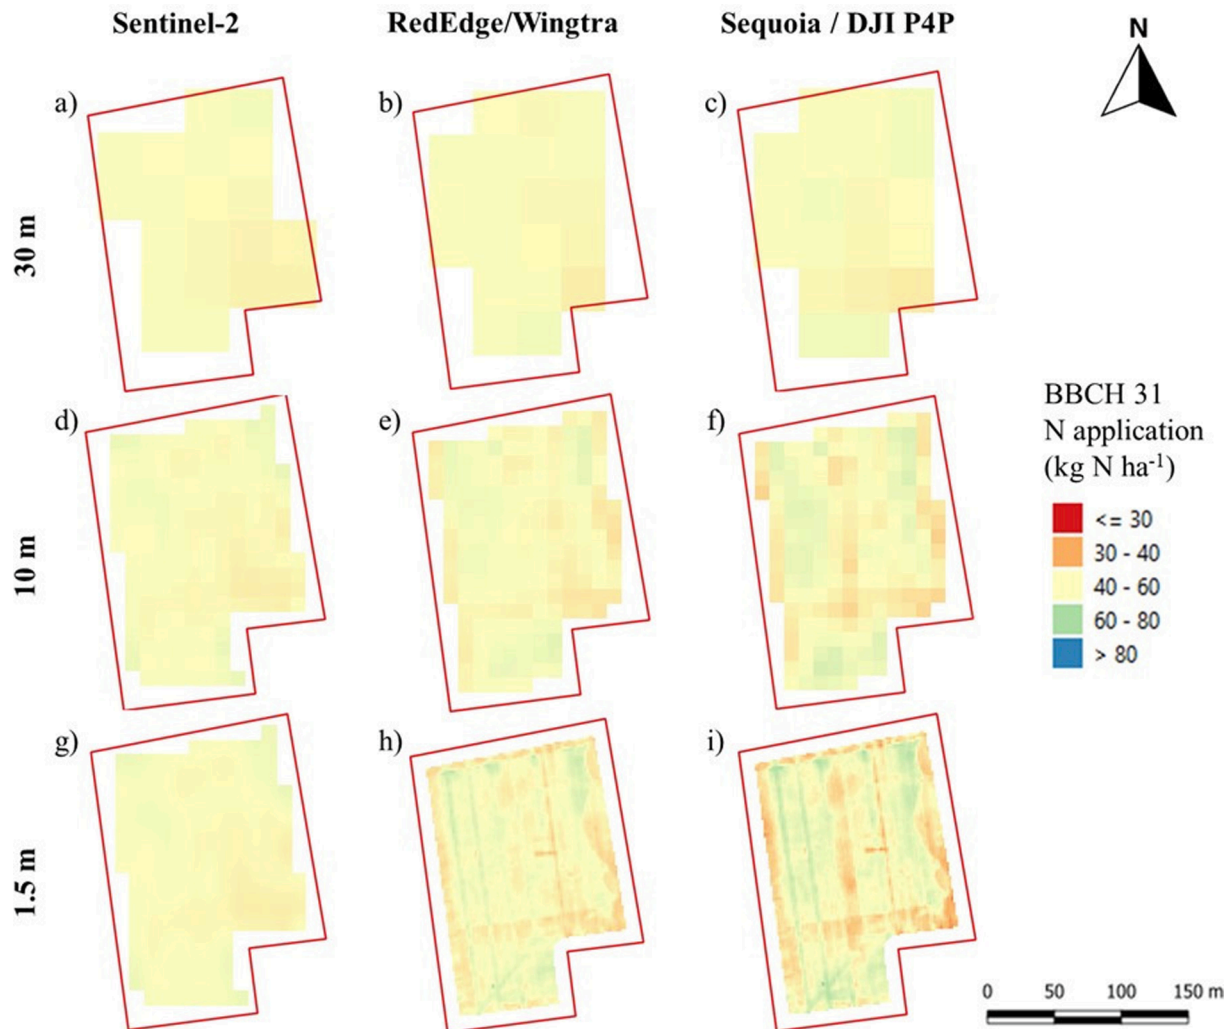 Sentinel-2
RedEdge/Wingtra
Sequoia / DJI P4P
N
a)
b)
c)
30 m
d)
e)
f)
10 m
BBCH 31
N application
(kg N ha⁻¹)
<= 30
30 - 40
40 - 60
60 - 80
> 80
g)
h)
i)
1.5 m
0 50 100 150 m